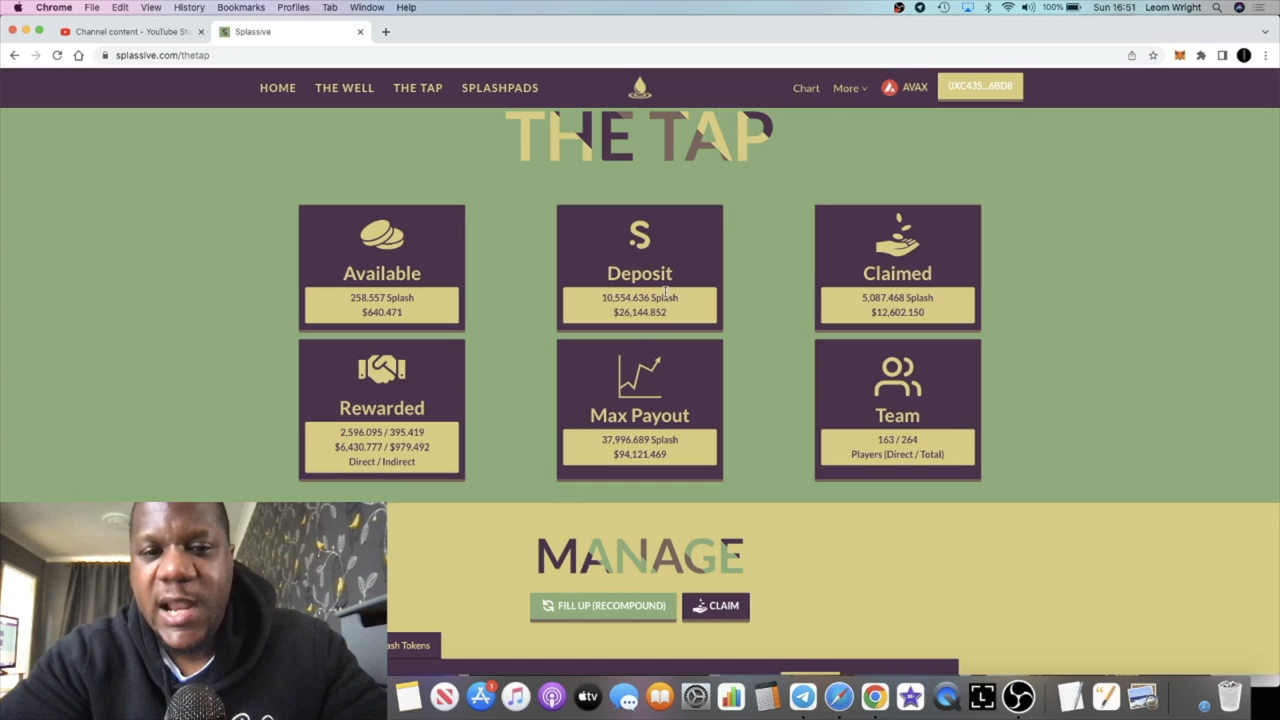 Chrome File Edit View History Bookmarks Profiles Tab Window Help
100% Sun 16:51 Leom Wright
Channel content - YouTube Stu
Splassive
splassive.com/thetap
HOME THE WELL THE TAP SPLASHPADS
Chart More AVAX 0XC435...6BD8
THE TAP
Available
258.557 Splash
$640.471
Deposit
10,554.636 Splash
$26,144.852
Claimed
5,087.468 Splash
$12,602.150
Rewarded
2,596.095 / 395.419
$6,430.777 / $979.492
Direct / Indirect
Max Payout
37,996.689 Splash
$94,121.469
Team
163 / 264
Players (Direct / Total)
MANAGE
FILL UP (RECOMPOUND)
CLAIM
ash Tokens